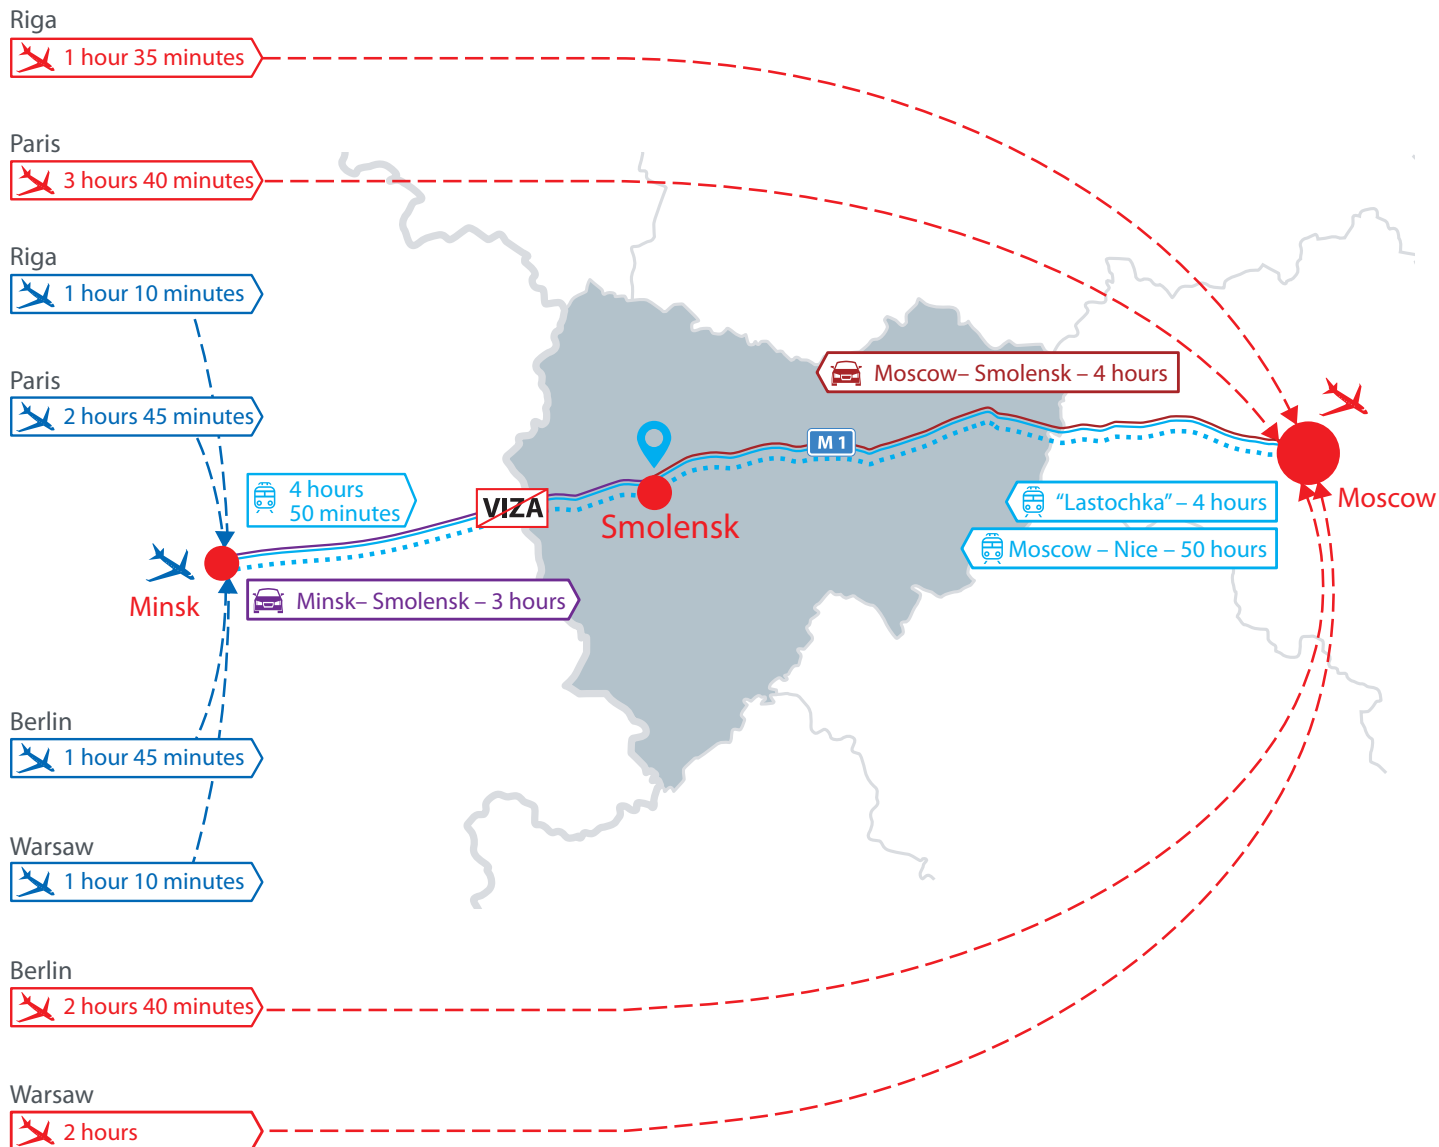 Riga
1 hour 35 minutes
Paris
3 hours 40 minutes
Riga
1 hour 10 minutes
Paris
2 hours 45 minutes
Moscow– Smolensk – 4 hours
M 1
4 hours
50 minutes
VIZA
Smolensk
Moscow
"Lastochka" – 4 hours
Moscow – Nice – 50 hours
Minsk
Minsk– Smolensk – 3 hours
Berlin
1 hour 45 minutes
Warsaw
1 hour 10 minutes
Berlin
2 hours 40 minutes
Warsaw
2 hours